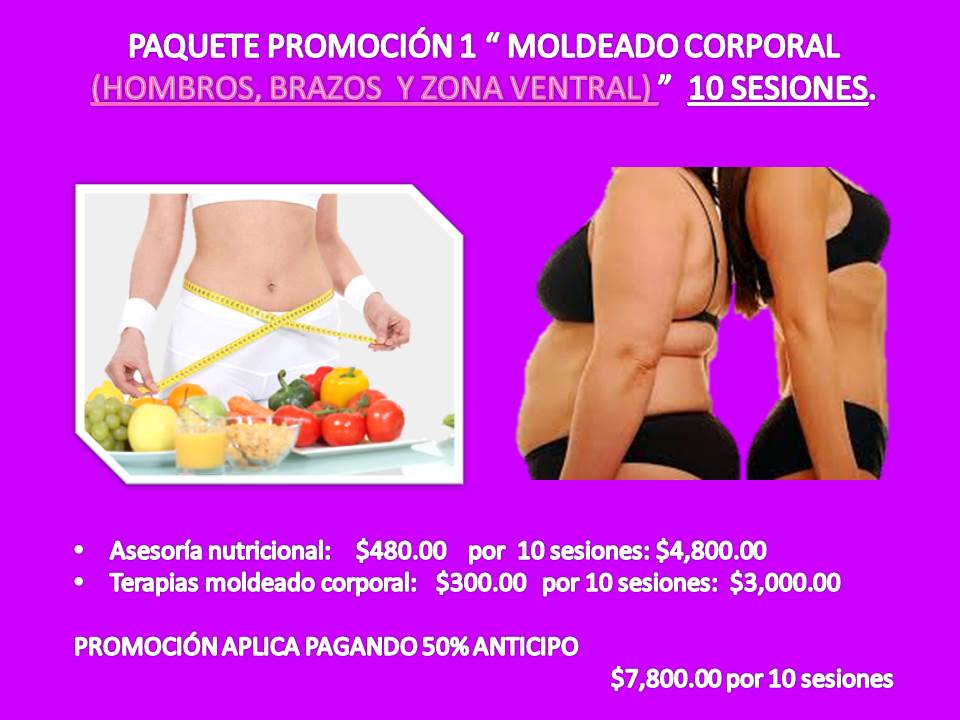 PAQUETE PROMOCIÓN 1 “ MOLDEADO CORPORAL
(HOMBROS, BRAZOS Y ZONA VENTRAL) ” 10 SESIONES.
• Asesoría nutricional: $480.00 por 10 sesiones: $4,800.00
• Terapias moldeado corporal: $300.00 por 10 sesiones: $3,000.00
PROMOCIÓN APLICA PAGANDO 50% ANTICIPO
$7,800.00 por 10 sesiones